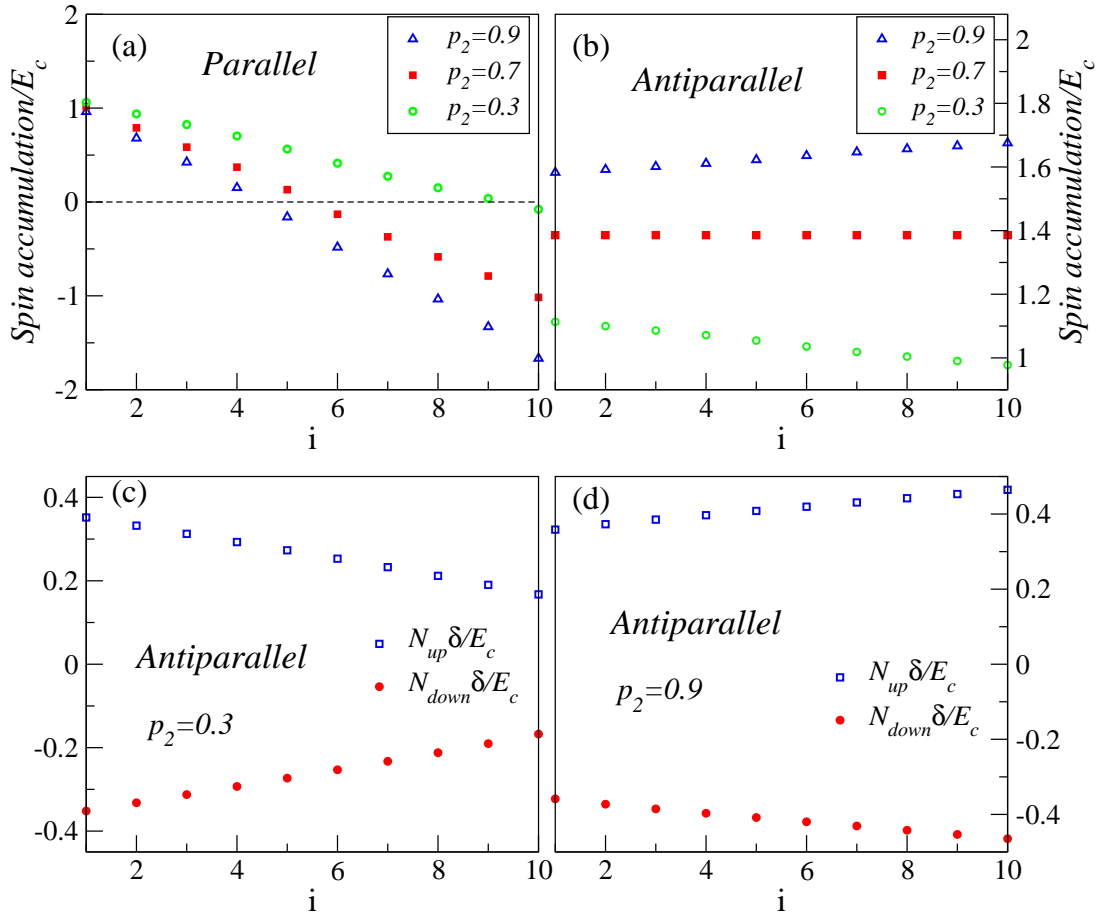 (a)
Parallel
p2=0.9
p2=0.7
p2=0.3
2
1
0
-1
-2
Spin accumulation/Ec
2 4 6 8 10
i
(b)
Antiparallel
p2=0.9
p2=0.7
p2=0.3
2
1.8
1.6
1.4
1.2
1
Spin accumulation/Ec
2 4 6 8 10
i
(c)
0.4
0.2
0
-0.2
-0.4
Antiparallel
p2=0.3
Nupδ/Ec
Ndownδ/Ec
2 4 6 8 10
i
(d)
Antiparallel
p2=0.9
Nupδ/Ec
Ndownδ/Ec
0.4
0.2
0
-0.2
-0.4
2 4 6 8 10
i